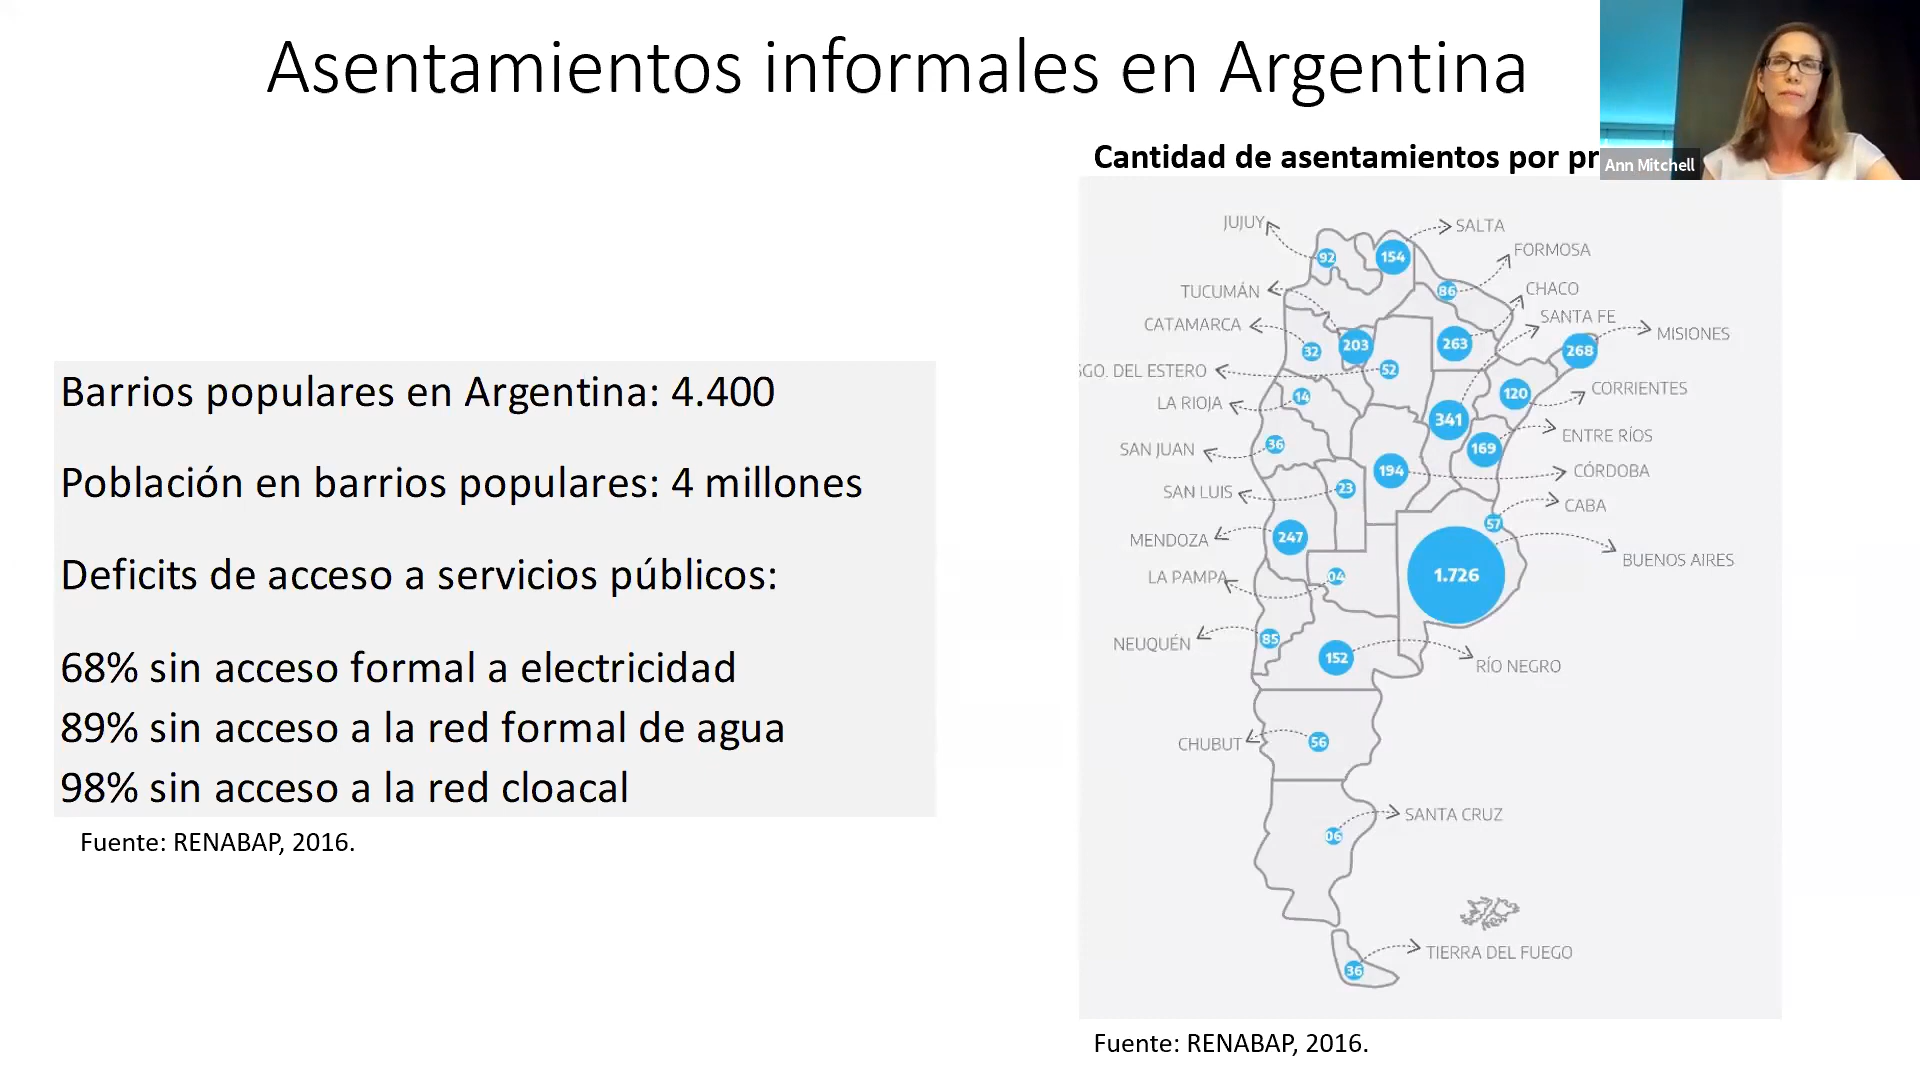 Asentamientos informales en Argentina
Ann Mitchell
Barrios populares en Argentina: 4.400
Población en barrios populares: 4 millones
Deficits de acceso a servicios públicos:
68% sin acceso formal a electricidad
89% sin acceso a la red formal de agua
98% sin acceso a la red cloacal
Fuente: RENABAP, 2016.
Cantidad de asentamientos por pr
JUJUY
92
154
SALTA
FORMOSA
86
TUCUMÁN
CHACO
SANTA FE
CATAMARCA
MISIONES
32
203
263
268
SGO. DEL ESTERO
52
CORRIENTES
LA RIOJA
14
120
341
ENTRE RÍOS
SAN JUAN
36
169
194
CÓRDOBA
SAN LUIS
23
CABA
57
MENDOZA
247
BUENOS AIRES
LA PAMPA
04
1.726
NEUQUÉN
85
152
RÍO NEGRO
CHUBUT
56
SANTA CRUZ
06
TIERRA DEL FUEGO
36
Fuente: RENABAP, 2016.